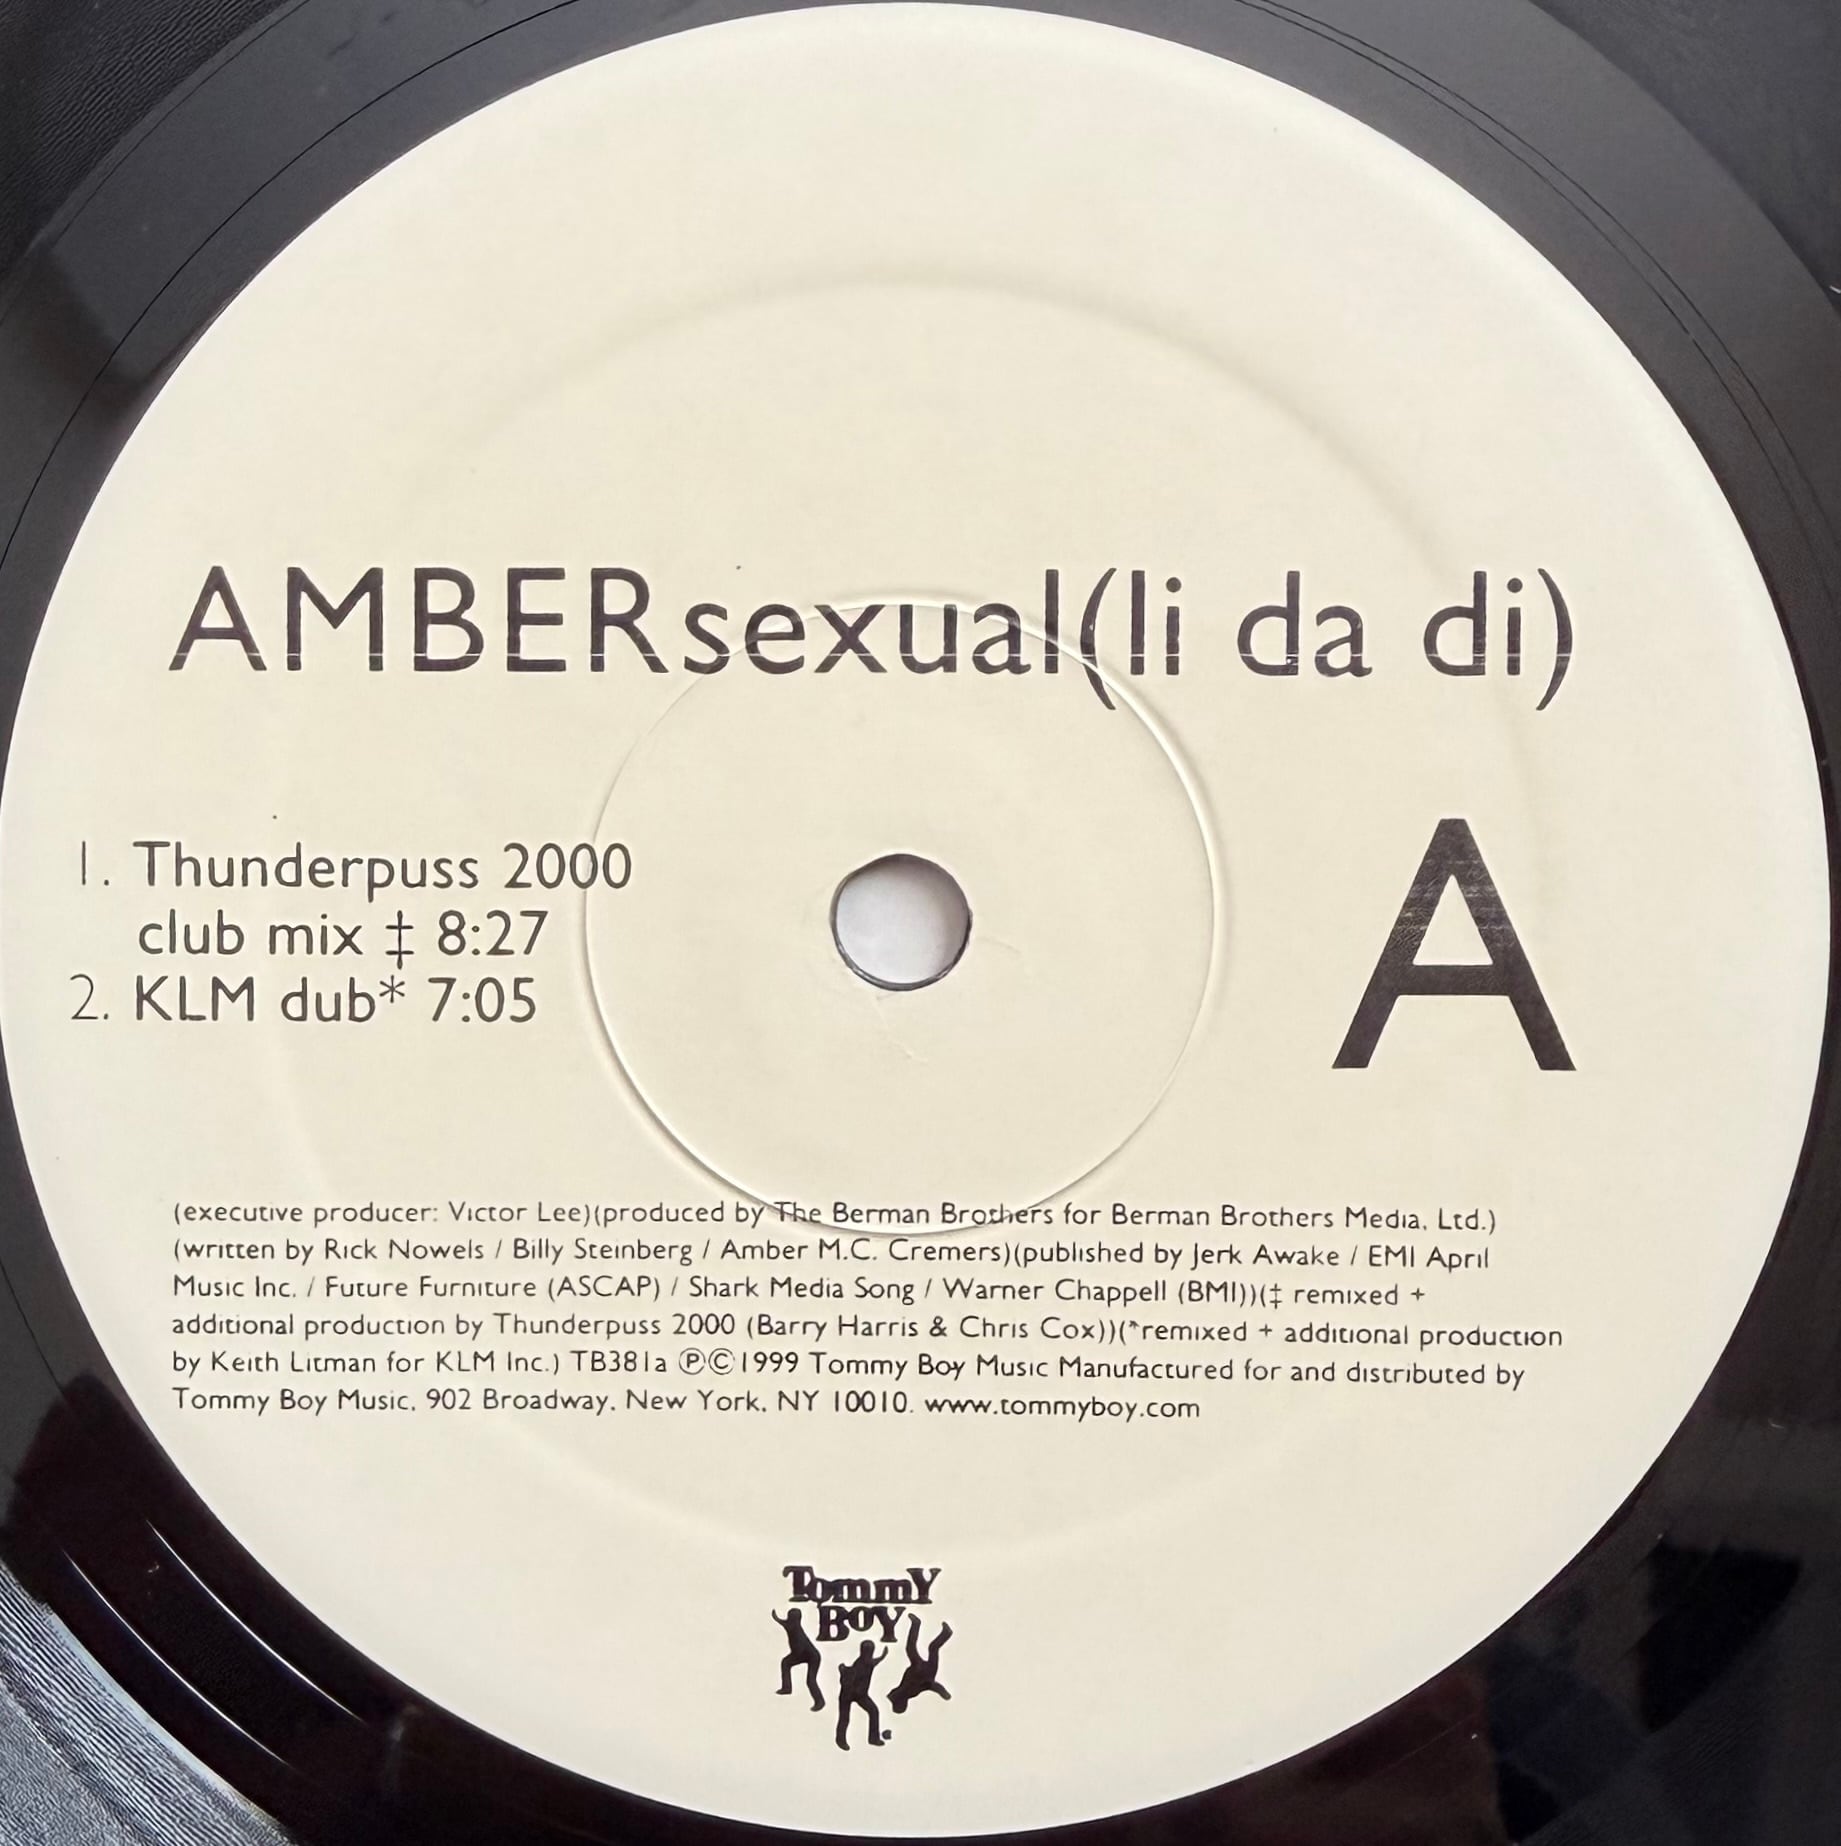 AMBERsexual(li da di)
1. Thunderpuss 2000
club mix ‡ 8:27
2. KLM dub* 7:05
A
(executive producer: Victor Lee)(produced by The Berman Brothers for Berman Brothers Media, Ltd.)
(written by Rick Nowels / Billy Steinberg / Amber M.C. Cremers)(published by Jerk Awake / EMI April
Music Inc. / Future Furniture (ASCAP) / Shark Media Song / Warner Chappell (BMI))(‡ remixed +
additional production by Thunderpuss 2000 (Barry Harris & Chris Cox))(*remixed + additional production
by Keith Litman for KLM Inc.) TB381a ℗©1999 Tommy Boy Music Manufactured for and distributed by
Tommy Boy Music, 902 Broadway, New York, NY 10010. www.tommyboy.com
Tommy
Boy